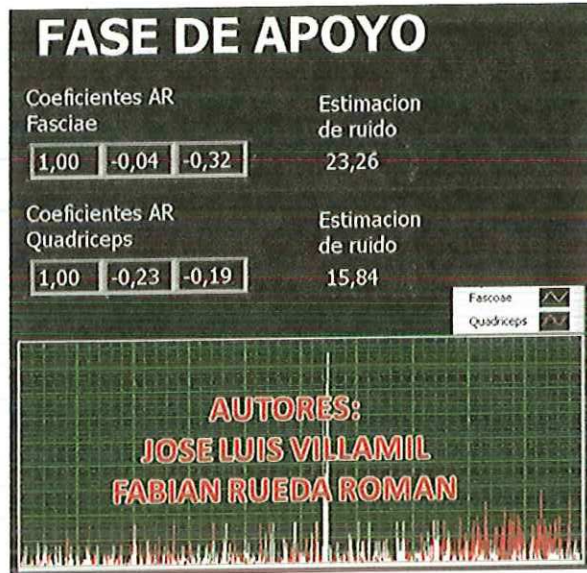 FASE DE APOYO
Coeficientes AR
Fasciae
1,00 -0,04 -0,32
Estimacion
de ruido
23,26
Coeficientes AR
Quadriceps
1,00 -0,23 -0,19
Estimacion
de ruido
15,84
Fascoae
Quadriceps
AUTORES:
JOSE LUIS VILLAMIL
FABIAN RUEDA ROMAN